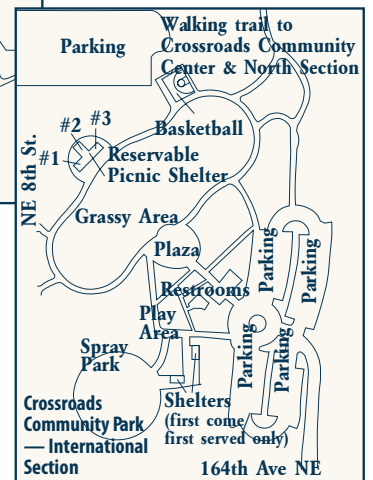 Walking trail to
Crossroads Community
Center & North Section
Parking
Basketball
#1
#2
#3
Reservable
Picnic Shelter
NE 8th St.
Grassy Area
Plaza
Restrooms
Parking
Parking
Play
Area
Spray
Park
Parking
Parking
Shelters
(first come
first served only)
Crossroads
Community Park
— International
Section
164th Ave NE